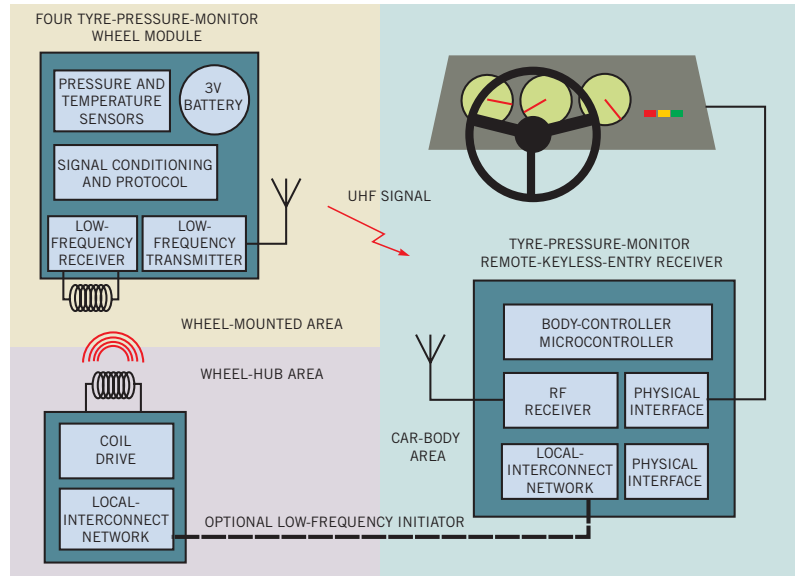 FOUR TYRE-PRESSURE-MONITOR
WHEEL MODULE
PRESSURE AND
TEMPERATURE
SENSORS
3V
BATTERY
SIGNAL CONDITIONING
AND PROTOCOL
LOW-
FREQUENCY
RECEIVER
LOW-
FREQUENCY
TRANSMITTER
UHF SIGNAL
WHEEL-MOUNTED AREA
WHEEL-HUB AREA
COIL
DRIVE
LOCAL-
INTERCONNECT
NETWORK
OPTIONAL LOW-FREQUENCY INITIATOR
CAR-BODY
AREA
TYRE-PRESSURE-MONITOR
REMOTE-KEYLESS-ENTRY RECEIVER
BODY-CONTROLLER
MICROCONTROLLER
RF
RECEIVER
PHYSICAL
INTERFACE
LOCAL-
INTERCONNECT
NETWORK
PHYSICAL
INTERFACE